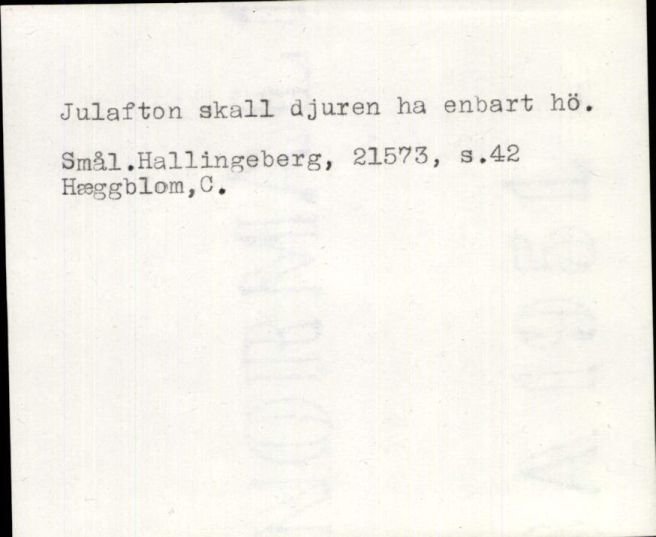 Julafton skall djuren ha enbart hö.
Smål.Hallingeberg, 21573, s.42
Hæggblom,C.